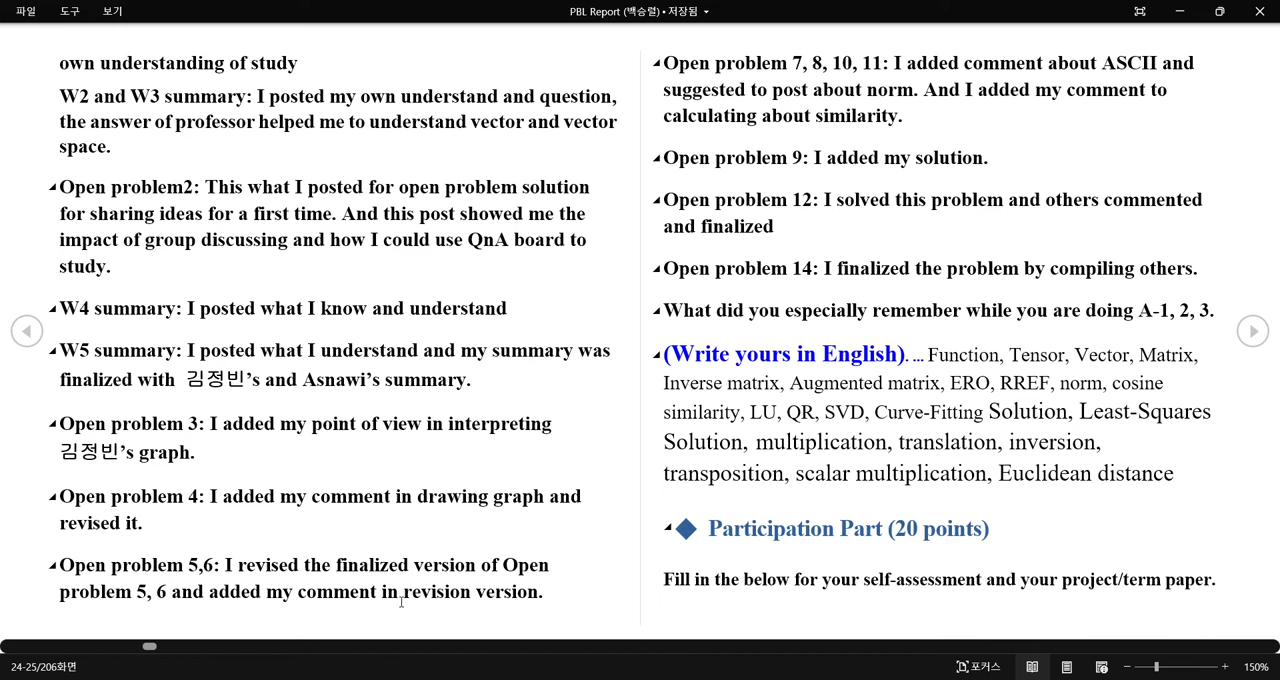 파일 도구 보기
PBL Report (백승렬) • 저장됨
own understanding of study
W2 and W3 summary: I posted my own understand and question,
the answer of professor helped me to understand vector and vector
space.
Open problem2: This what I posted for open problem solution
for sharing ideas for a first time. And this post showed me the
impact of group discussing and how I could use QnA board to
study.
W4 summary: I posted what I know and understand
W5 summary: I posted what I understand and my summary was
finalized with 김정빈's and Asnawi's summary.
Open problem 3: I added my point of view in interpreting
김정빈's graph.
Open problem 4: I added my comment in drawing graph and
revised it.
Open problem 5,6: I revised the finalized version of Open
problem 5, 6 and added my comment in revision version.
Open problem 7, 8, 10, 11: I added comment about ASCII and
suggested to post about norm. And I added my comment to
calculating about similarity.
Open problem 9: I added my solution.
Open problem 12: I solved this problem and others commented
and finalized
Open problem 14: I finalized the problem by compiling others.
What did you especially remember while you are doing A-1, 2, 3.
(Write yours in English). ... Function, Tensor, Vector, Matrix,
Inverse matrix, Augmented matrix, ERO, RREF, norm, cosine
similarity, LU, QR, SVD, Curve-Fitting Solution, Least-Squares
Solution, multiplication, translation, inversion,
transposition, scalar multiplication, Euclidean distance
◆ Participation Part (20 points)
Fill in the below for your self-assessment and your project/term paper.
24-25/206화면
포커스
150%